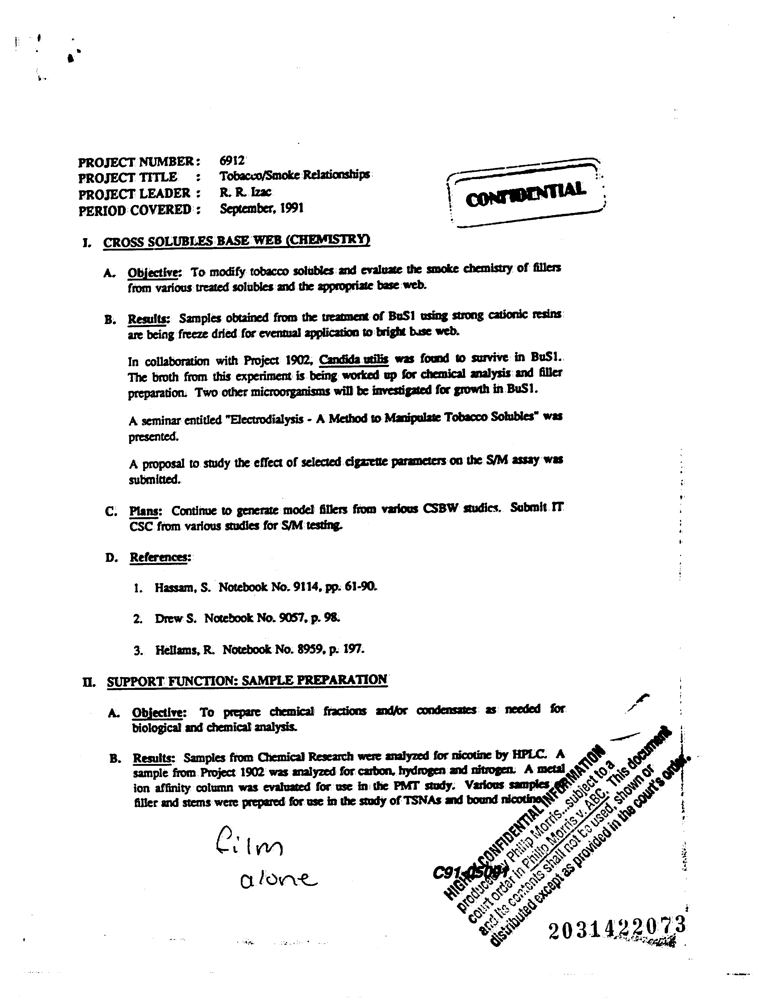 PROJECT NUMBER : 6912
PROJECT TITLE : Tobacco/Smoke Relationships
PROJECT LEADER : R. R. Izac
PERIOD COVERED : September, 1991
CONFIDENTIAL
I. CROSS SOLUBLES BASE WEB (CHEMISTRY)
A. Objective: To modify tobacco solubles and evaluate the smoke chemistry of fillers
from various treated solubles and the appropriate base web.
B. Results: Samples obtained from the treatment of BuS1 using strong cationic resins
are being freeze dried for eventual application to bright base web.
In collaboration with Project 1902, Candida utilis was found to survive in BuS1.
The broth from this experiment is being worked up for chemical analysis and filler
preparation. Two other microorganisms will be investigated for growth in BuS1.
A seminar entitled "Electrodialysis - A Method to Manipulate Tobacco Solubles" was
presented.
A proposal to study the effect of selected cigarette parameters on the S/M assay was
submitted.
C. Plans: Continue to generate model fillers from various CSBW studies. Submit IT
CSC from various studies for S/M testing.
D. References:
1. Hassam, S. Notebook No. 9114, pp. 61-90.
2. Drew S. Notebook No. 9057, p. 98.
3. Hellams, R. Notebook No. 8959, p. 197.
II. SUPPORT FUNCTION: SAMPLE PREPARATION
A. Objective: To prepare chemical fractions and/or condensates as needed for
biological and chemical analysis.
B. Results: Samples from Chemical Research were analyzed for nicotine by HPLC. A
sample from Project 1902 was analyzed for carbon, hydrogen and nitrogen. A metal
ion affinity column was evaluated for use in the PMT study. Various samples
filler and stems were prepared for use in the study of TSNAs and bound nicotine
film
alone
HIGHLY CONFIDENTIAL INFORMATION
produced by Philip Morris...subject to a
court order in Philip Morris v. ABC. This document
and its contents shall not be used, shown or
distributed except as provided in the court's order.
2031422073